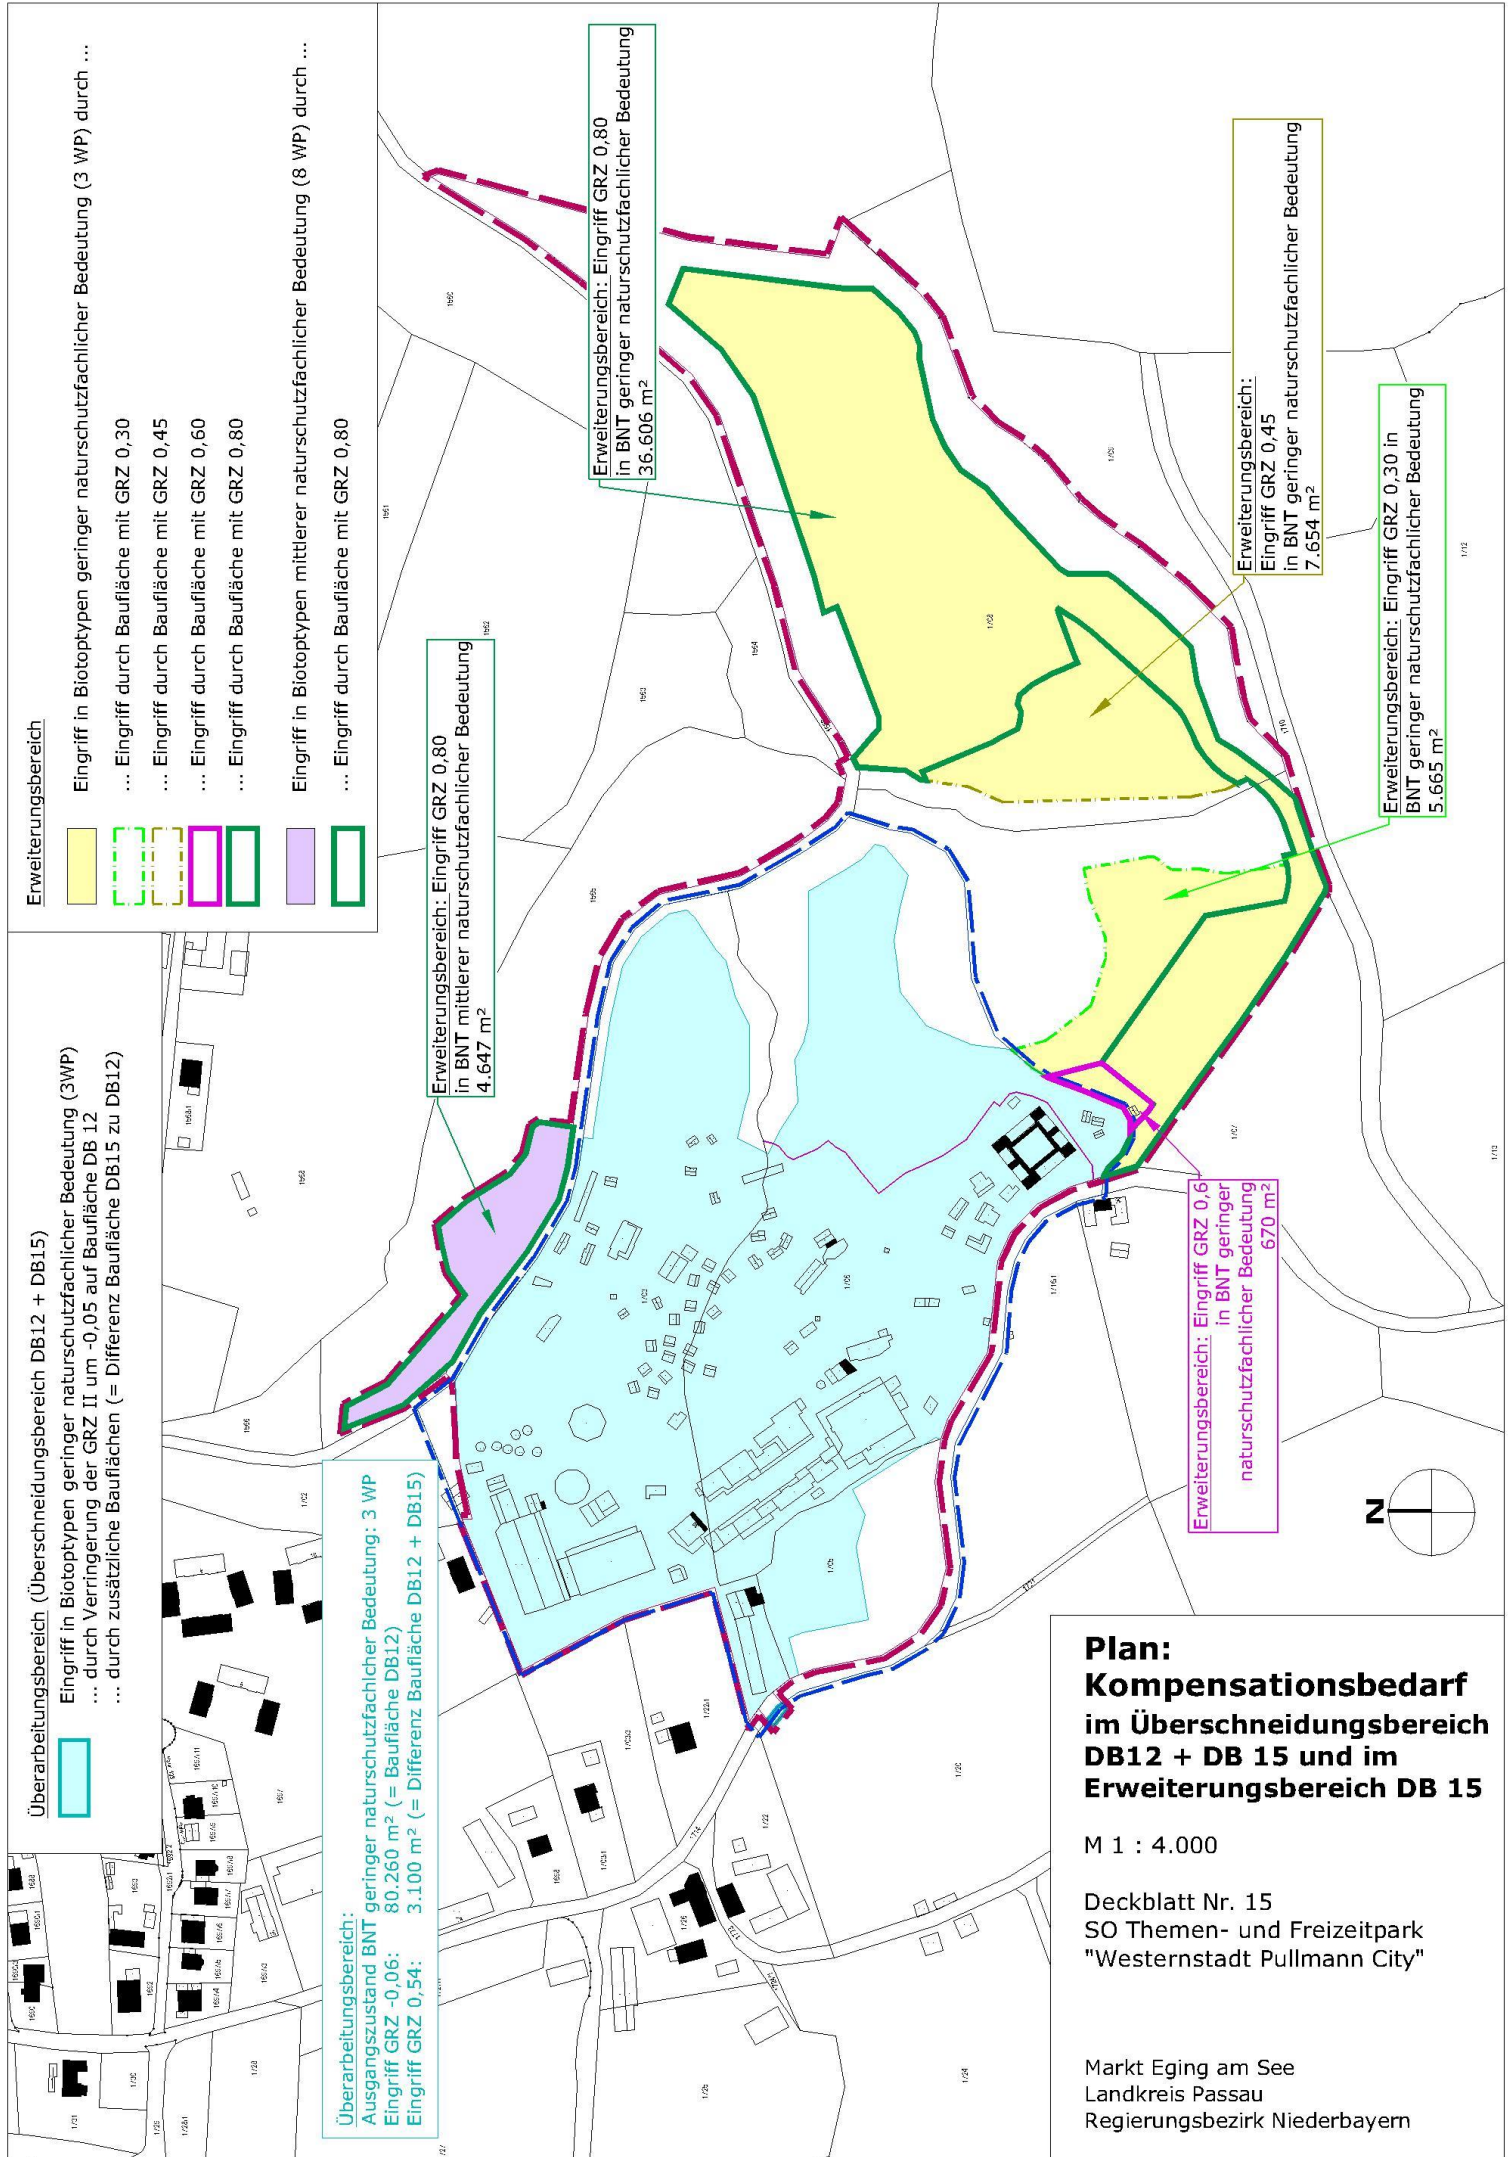 Überarbeitungsbereich (Überschneidungsbereich DB12 + DB15)
Eingriff in Biotoptypen geringer naturschutzfachlicher Bedeutung (3WP)
... durch Verringerung der GRZ II um -0,05 auf Baufläche DB 12
... durch zusätzliche Bauflächen (= Differenz Baufläche DB15 zu DB12)
Erweiterungsbereich
Eingriff in Biotoptypen geringer naturschutzfachlicher Bedeutung (3 WP) durch ...
... Eingriff durch Baufläche mit GRZ 0,30
... Eingriff durch Baufläche mit GRZ 0,45
... Eingriff durch Baufläche mit GRZ 0,60
... Eingriff durch Baufläche mit GRZ 0,80
Eingriff in Biotoptypen mittlerer naturschutzfachlicher Bedeutung (8 WP) durch ...
... Eingriff durch Baufläche mit GRZ 0,80
Überarbeitungsbereich:
Ausgangszustand BNT geringer naturschutzfachlcher Bedeutung: 3 WP
Eingriff GRZ -0,06: 80.260 m² (= Baufläche DB12)
Eingriff GRZ 0,54: 3.100 m² (= Differenz Baufläche DB12 + DB15)
Erweiterungsbereich: Eingriff GRZ 0,80
in BNT mittlerer naturschutzfachlicher Bedeutung
4.647 m²
Erweiterungsbereich: Eingriff GRZ 0,80
in BNT geringer naturschutzfachlicher Bedeutung
36.606 m²
Erweiterungsbereich:
Eingriff GRZ 0,45
in BNT geringer naturschutzfachlicher Bedeutung
7.654 m²
Erweiterungsbereich: Eingriff GRZ 0,30 in
BNT geringer naturschutzfachlicher Bedeutung
5.665 m²
Erweiterungsbereich: Eingriff GRZ 0,6
in BNT geringer
naturschutzfachlicher Bedeutung
670 m²
N
Plan:
Kompensationsbedarf
im Überschneidungsbereich
DB12 + DB 15 und im
Erweiterungsbereich DB 15
M 1 : 4.000
Deckblatt Nr. 15
SO Themen- und Freizeitpark
"Westernstadt Pullmann City"
Markt Eging am See
Landkreis Passau
Regierungsbezirk Niederbayern